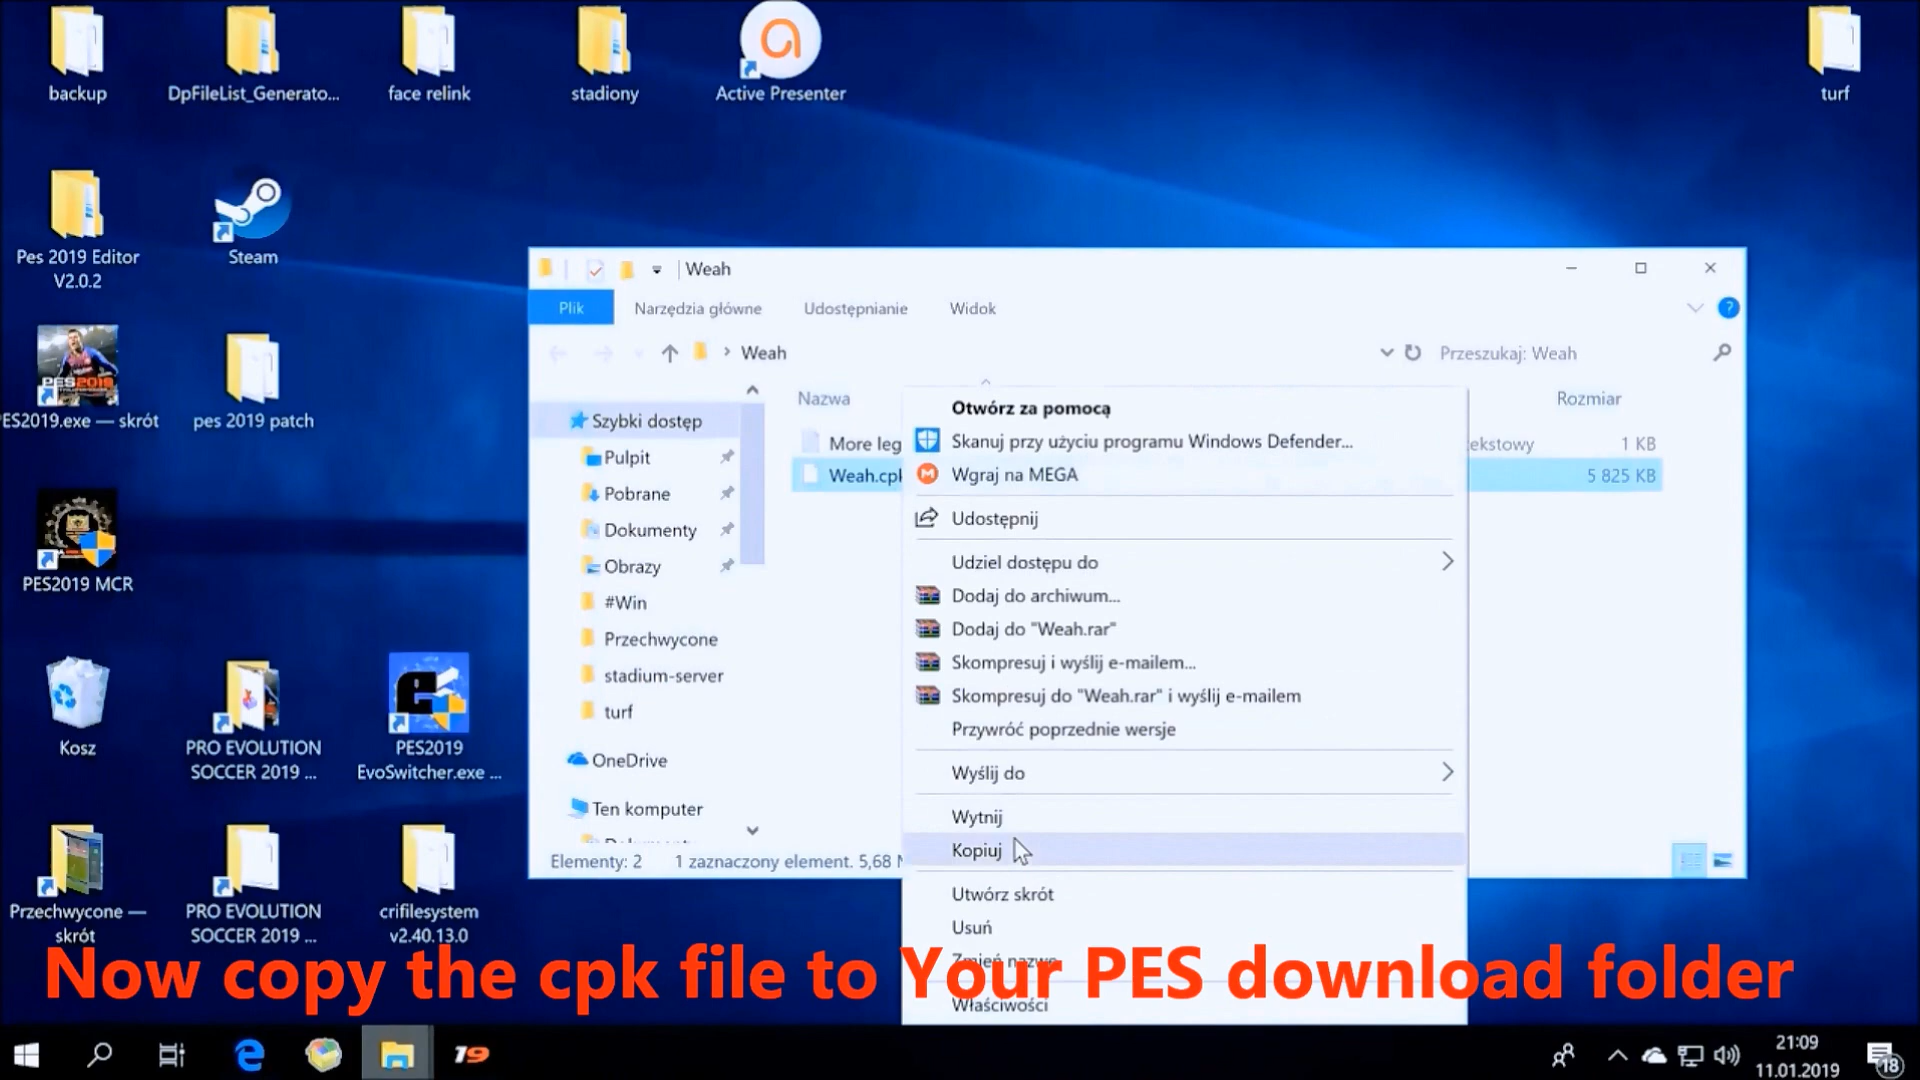 backup
DpFileList_Generato...
face relink
stadiony
Active Presenter
turf
Pes 2019 Editor
V2.0.2
Steam
PES2019
PES2019.exe — skrót
pes 2019 patch
PES2019 MCR
Kosz
PRO EVOLUTION
SOCCER 2019 ...
PES2019
EvoSwitcher.exe ...
Przechwycone —
skrót
PRO EVOLUTION
SOCCER 2019 ...
crifilesystem
v2.40.13.0
Weah
Plik
Narzędzia główne
Udostępnianie
Widok
Weah
Przeszukaj: Weah
Szybki dostęp
Pulpit
Pobrane
Dokumenty
Obrazy
#Win
Przechwycone
stadium-server
turf
OneDrive
Ten komputer
Nazwa
Rozmiar
More leg
tekstowy
1 KB
Weah.cpk
5 825 KB
Otwórz za pomocą
Skanuj przy użyciu programu Windows Defender...
Wgraj na MEGA
Udostępnij
Udziel dostępu do
Dodaj do archiwum...
Dodaj do "Weah.rar"
Skompresuj i wyślij e-mailem...
Skompresuj do "Weah.rar" i wyślij e-mailem
Przywróć poprzednie wersje
Wyślij do
Wytnij
Kopiuj
Utwórz skrót
Usuń
Zmień nazwę
Właściwości
Elementy: 2
1 zaznaczony element. 5,68 M
Now copy the cpk file to Your PES download folder
19
21:09
11.01.2019
18